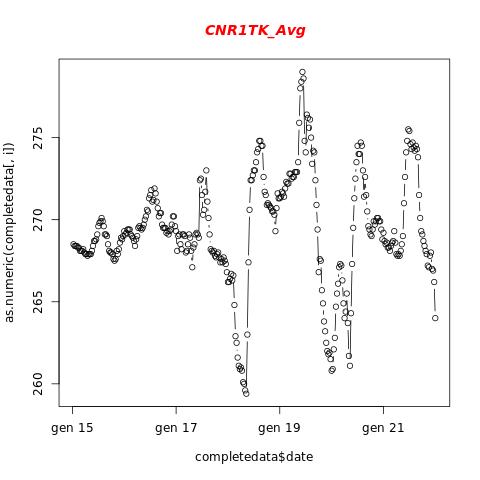 CNR1TK_Avg
as.numeric(completedata[, i])
275
270
265
260
gen 15 gen 17 gen 19 gen 21
completedata$date